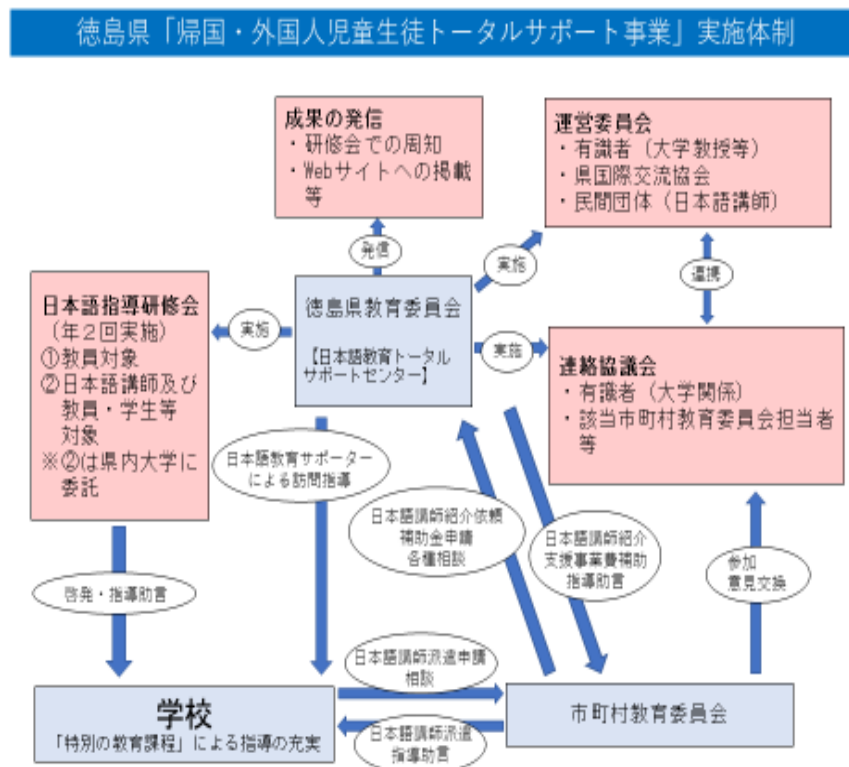 徳島県「帰国・外国人児童生徒トータルサポート事業」実施体制
成果の発信
・研修会での周知
・Webサイトへの掲載
等
運営委員会
・有識者（大学教授等）
・県国際交流協会
・民間団体（日本語講師）
発信
実施
連携
日本語指導研修会
（年２回実施）
①教員対象
②日本語講師及び
教員・学生等
対象
※②は県内大学に
委託
実施
徳島県教育委員会
【日本語教育トータル
サポートセンター】
実施
連絡協議会
・有識者（大学関係）
・該当市町村教育委員会担当者
等
日本語教育サポーター
による訪問指導
日本語講師紹介依頼
補助金申請
各種相談
日本語講師紹介
支援事業費補助
指導助言
参加
意見交換
啓発・指導助言
日本語講師派遣申請
相談
学校
「特別の教育課程」による指導の充実
日本語講師派遣
指導助言
市町村教育委員会